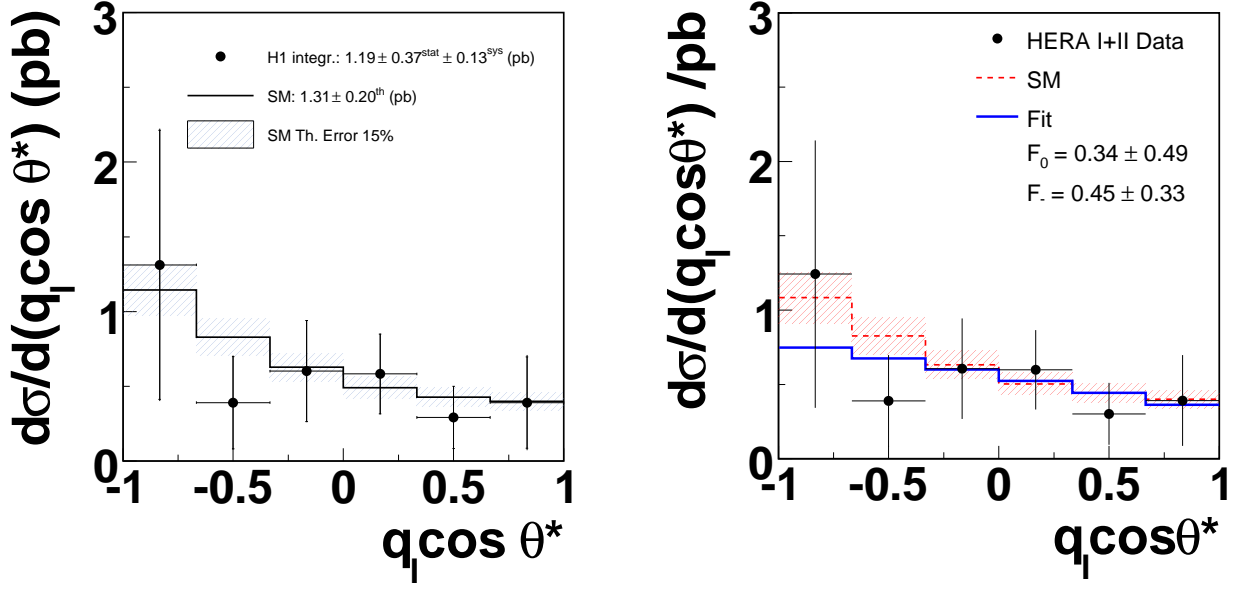 dσ/d(q_l cos θ*) (pb)
3
2
1
0
H1 integr.: 1.19 ± 0.37^stat ± 0.13^sys (pb)
SM: 1.31 ± 0.20^th (pb)
SM Th. Error 15%
-1 -0.5 0 0.5 1
q_l cos θ*
dσ/d(q_l cosθ*) /pb
3
2
1
0
HERA I+II Data
SM
Fit
F_0 = 0.34 ± 0.49
F_- = 0.45 ± 0.33
-1 -0.5 0 0.5 1
q_l cosθ*